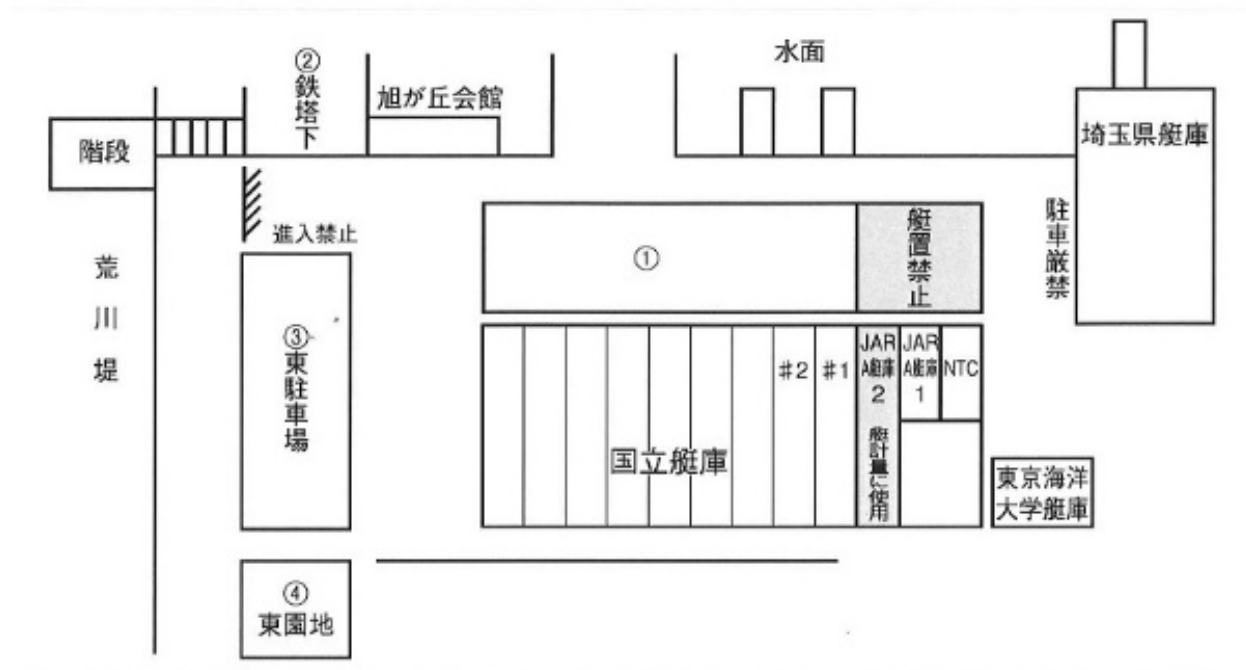 水面
②鉄塔下
旭が丘会館
階段
埼玉県艇庫
進入禁止
荒川堤
①
艇置禁止
駐車厳禁
③東駐車場
#2
#1
JAR
A艇庫
2
艇計量に使用
JAR
A艇庫
1
NTC
国立艇庫
東京海洋
大学艇庫
④
東園地